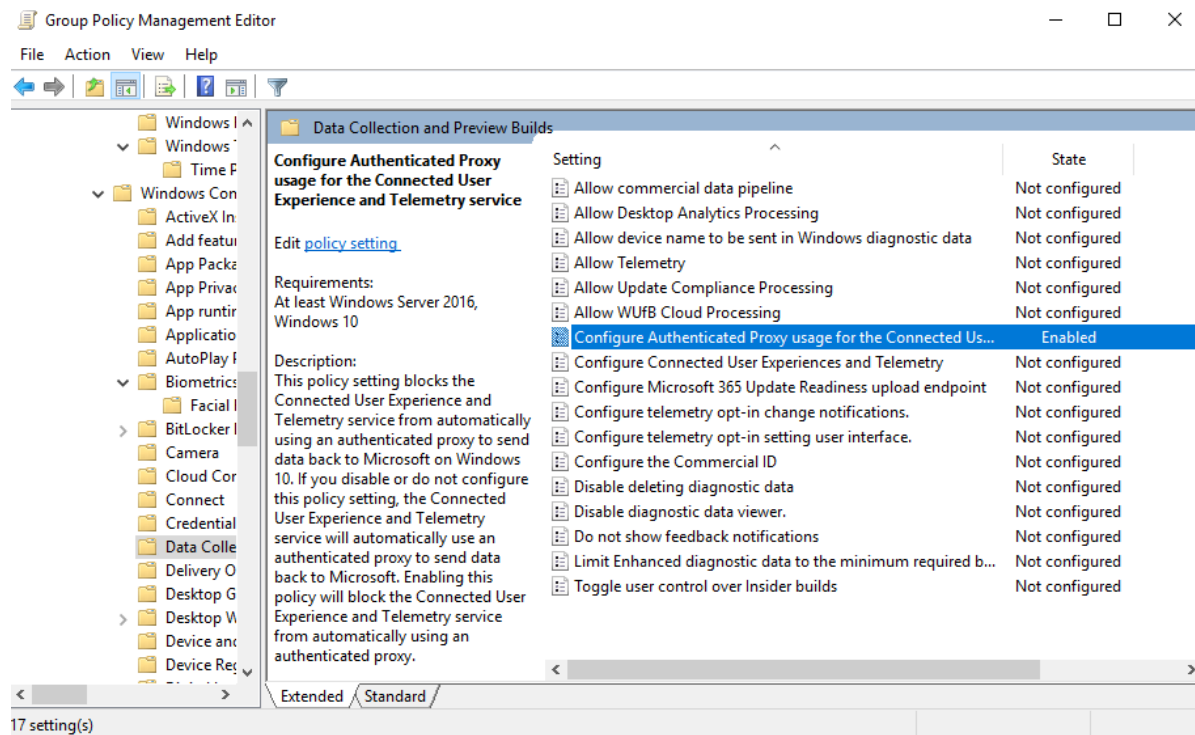 Group Policy Management Editor
File Action View Help
Windows
Windows
Time P
Windows Con
ActiveX In
Add featur
App Packa
App Privac
App runtir
Applicatio
AutoPlay
Biometrics
Facial
BitLocker
Camera
Cloud Cor
Connect
Credential
Data Colle
Delivery O
Desktop G
Desktop W
Device and
Device Reg
Data Collection and Preview Builds
Configure Authenticated Proxy
usage for the Connected User
Experience and Telemetry service
Edit policy setting
Requirements:
At least Windows Server 2016,
Windows 10
Description:
This policy setting blocks the
Connected User Experience and
Telemetry service from automatically
using an authenticated proxy to send
data back to Microsoft on Windows
10. If you disable or do not configure
this policy setting, the Connected
User Experience and Telemetry
service will automatically use an
authenticated proxy to send data
back to Microsoft. Enabling this
policy will block the Connected User
Experience and Telemetry service
from automatically using an
authenticated proxy.
Setting State
Allow commercial data pipeline Not configured
Allow Desktop Analytics Processing Not configured
Allow device name to be sent in Windows diagnostic data Not configured
Allow Telemetry Not configured
Allow Update Compliance Processing Not configured
Allow WUfB Cloud Processing Not configured
Configure Authenticated Proxy usage for the Connected Us... Enabled
Configure Connected User Experiences and Telemetry Not configured
Configure Microsoft 365 Update Readiness upload endpoint Not configured
Configure telemetry opt-in change notifications. Not configured
Configure telemetry opt-in setting user interface. Not configured
Configure the Commercial ID Not configured
Disable deleting diagnostic data Not configured
Disable diagnostic data viewer. Not configured
Do not show feedback notifications Not configured
Limit Enhanced diagnostic data to the minimum required b... Not configured
Toggle user control over Insider builds Not configured
Extended Standard
17 setting(s)